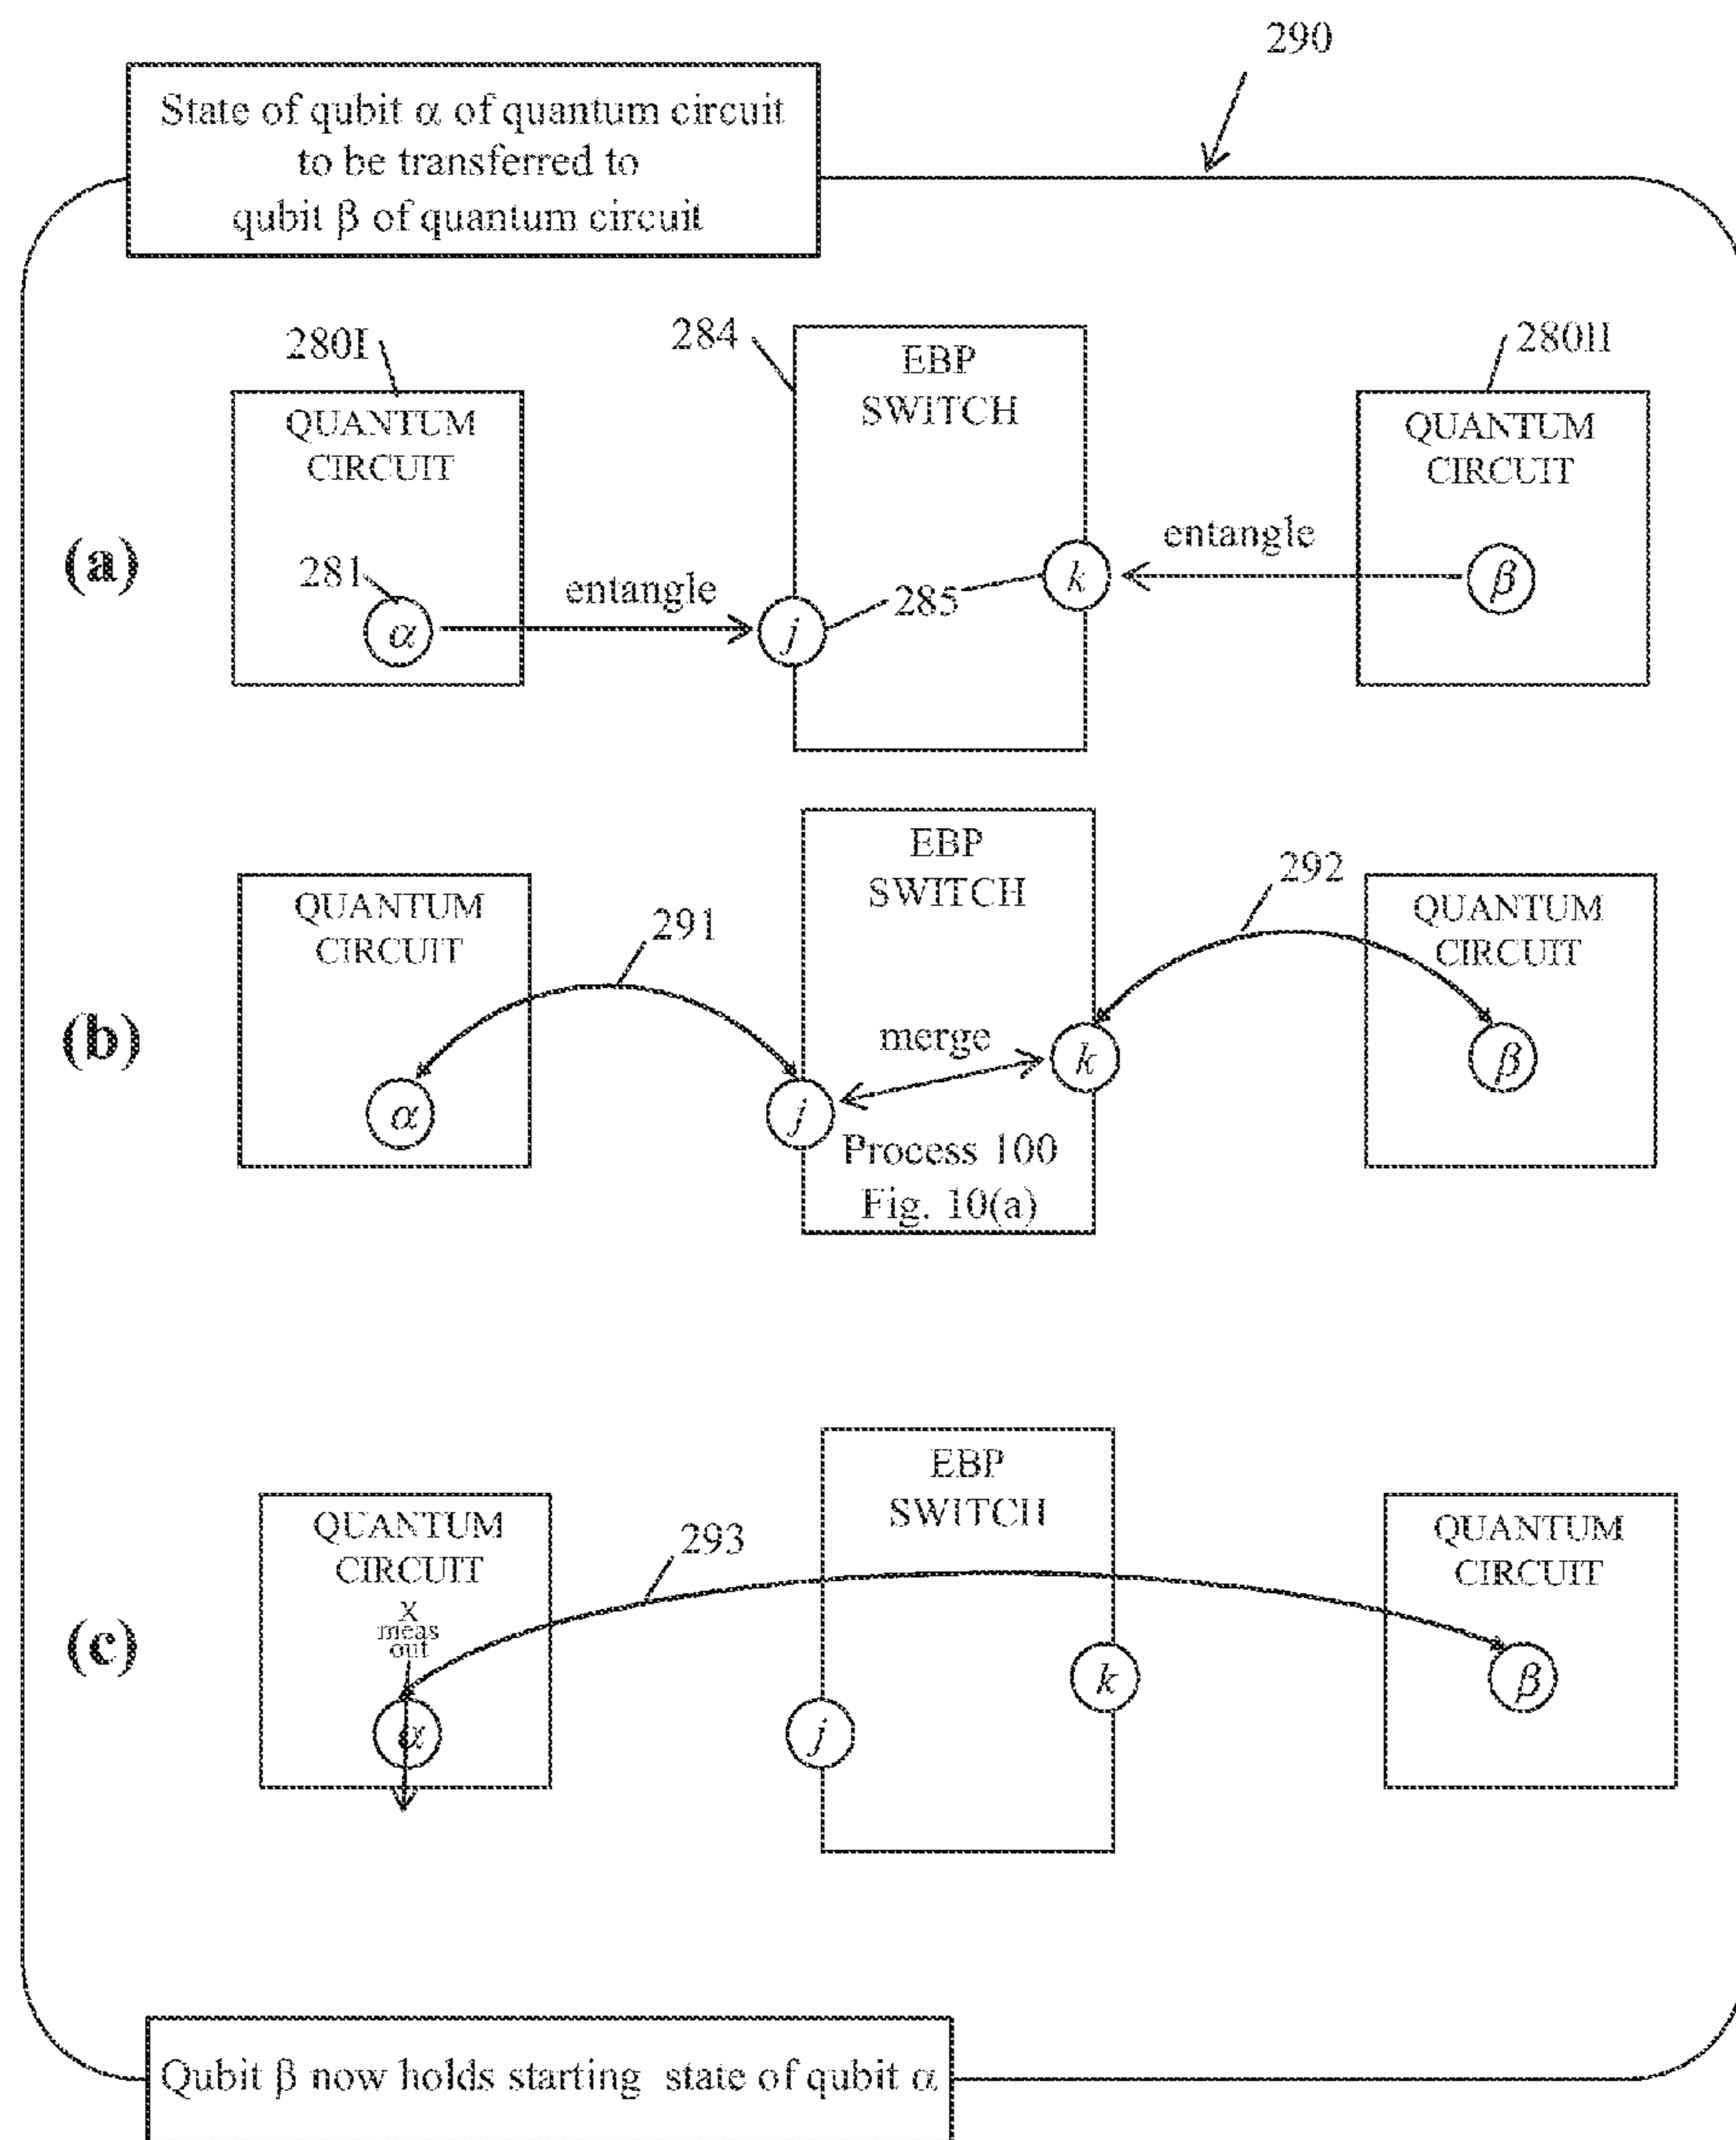 290
State of qubit α of quantum circuit
to be transferred to
qubit β of quantum circuit
280I
284
280II
QUANTUM
CIRCUIT
EBP
SWITCH
QUANTUM
CIRCUIT
(a)
281
α
entangle
j
285
k
entangle
β
QUANTUM
CIRCUIT
EBP
SWITCH
QUANTUM
CIRCUIT
291
292
(b)
α
j
merge
k
β
Process 100
Fig. 10(a)
QUANTUM
CIRCUIT
EBP
SWITCH
QUANTUM
CIRCUIT
293
(c)
X
meas
out
α
j
k
β
Qubit β now holds starting state of qubit α